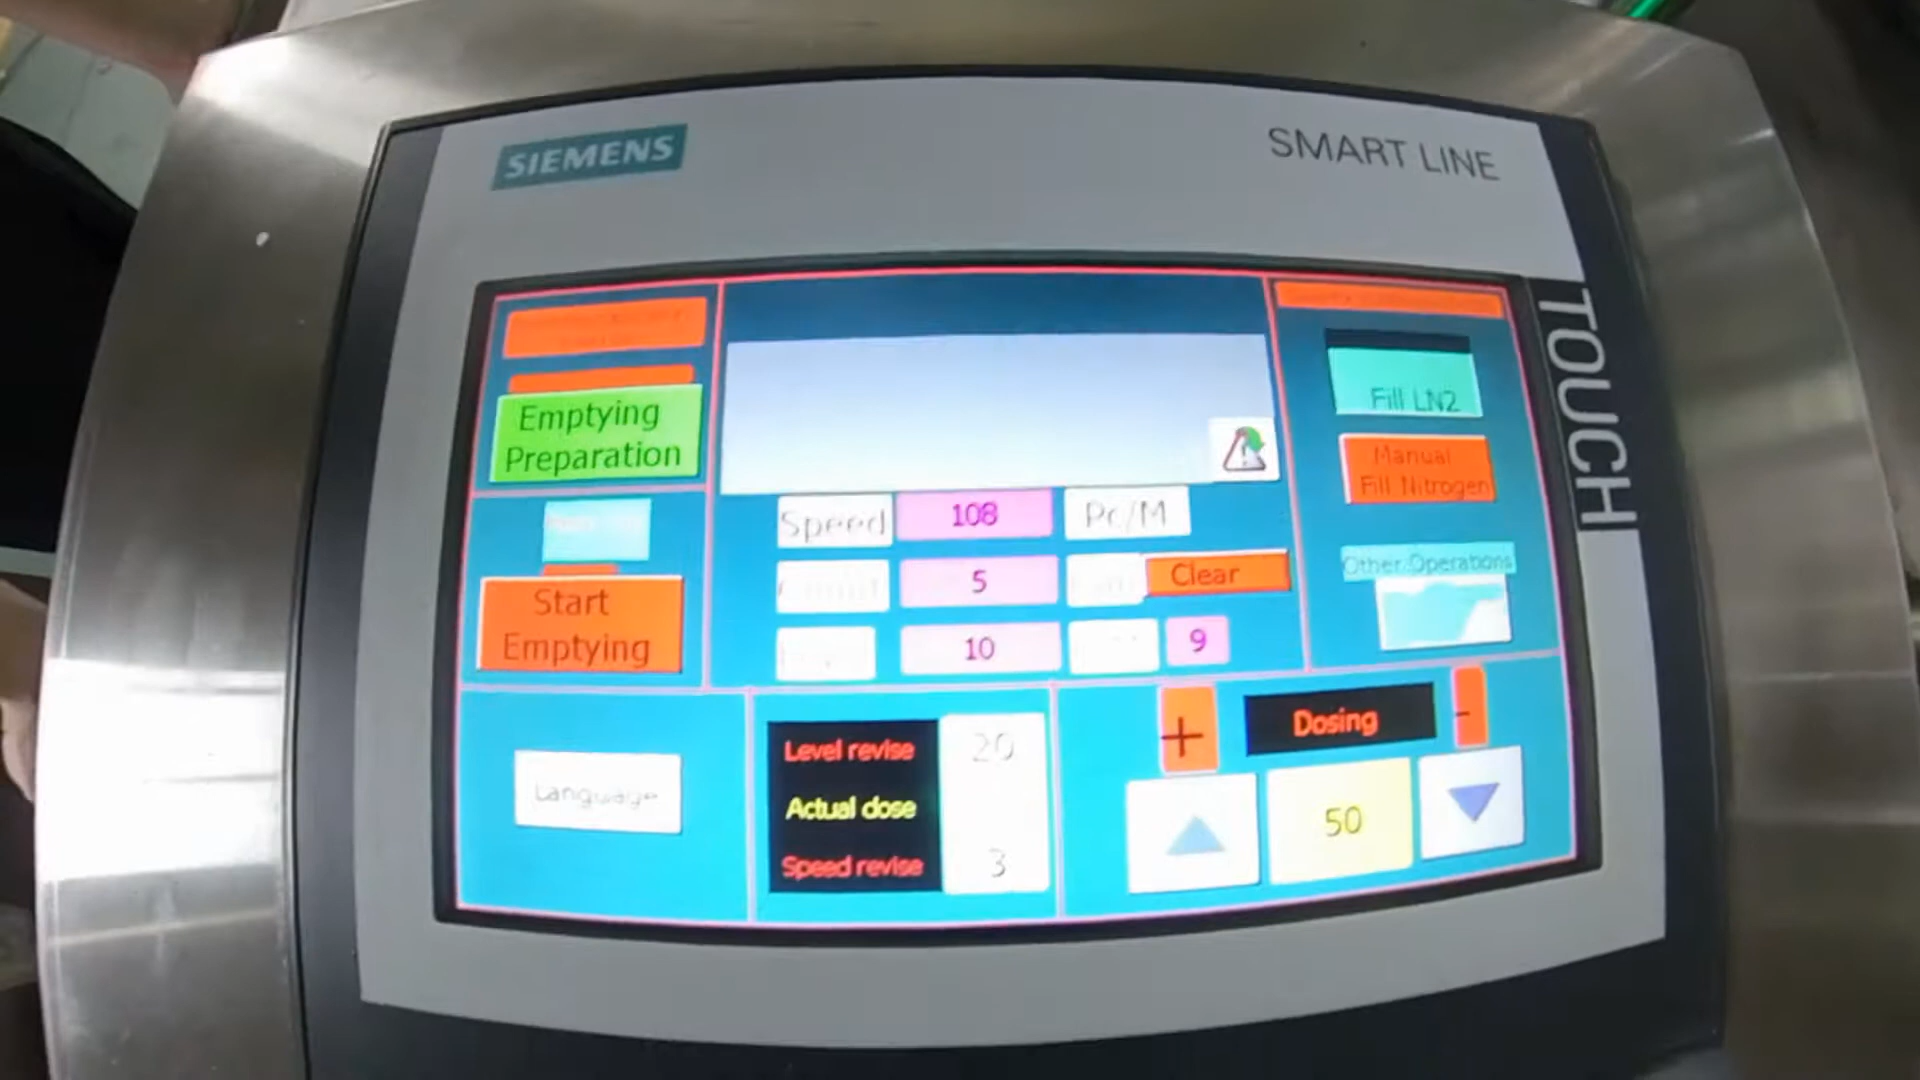 SIEMENS
SMART LINE
TOUCH
Emptying
Preparation
Start
Emptying
Language
Speed 108 Pc/M
5 Clear
10 9
Level revise 20
Actual dose
Speed revise 3
Fill LN2
Manual
Fill Nitrogen
Other Operations
+ Dosing -
50